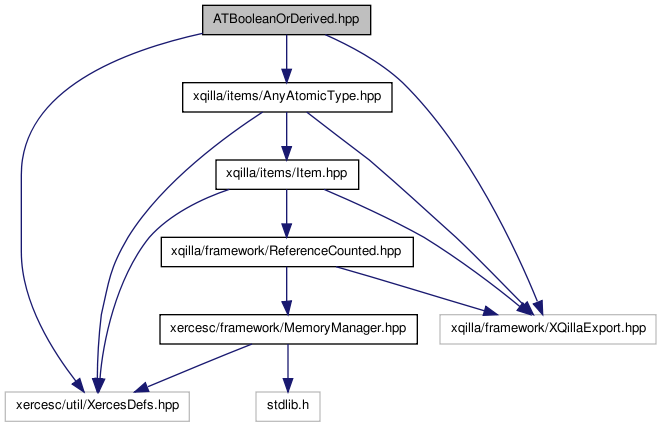 ATBooleanOrDerived.hpp
xqilla/items/AnyAtomicType.hpp
xqilla/items/Item.hpp
xqilla/framework/ReferenceCounted.hpp
xercesc/framework/MemoryManager.hpp
xqilla/framework/XQillaExport.hpp
xercesc/util/XercesDefs.hpp
stdlib.h